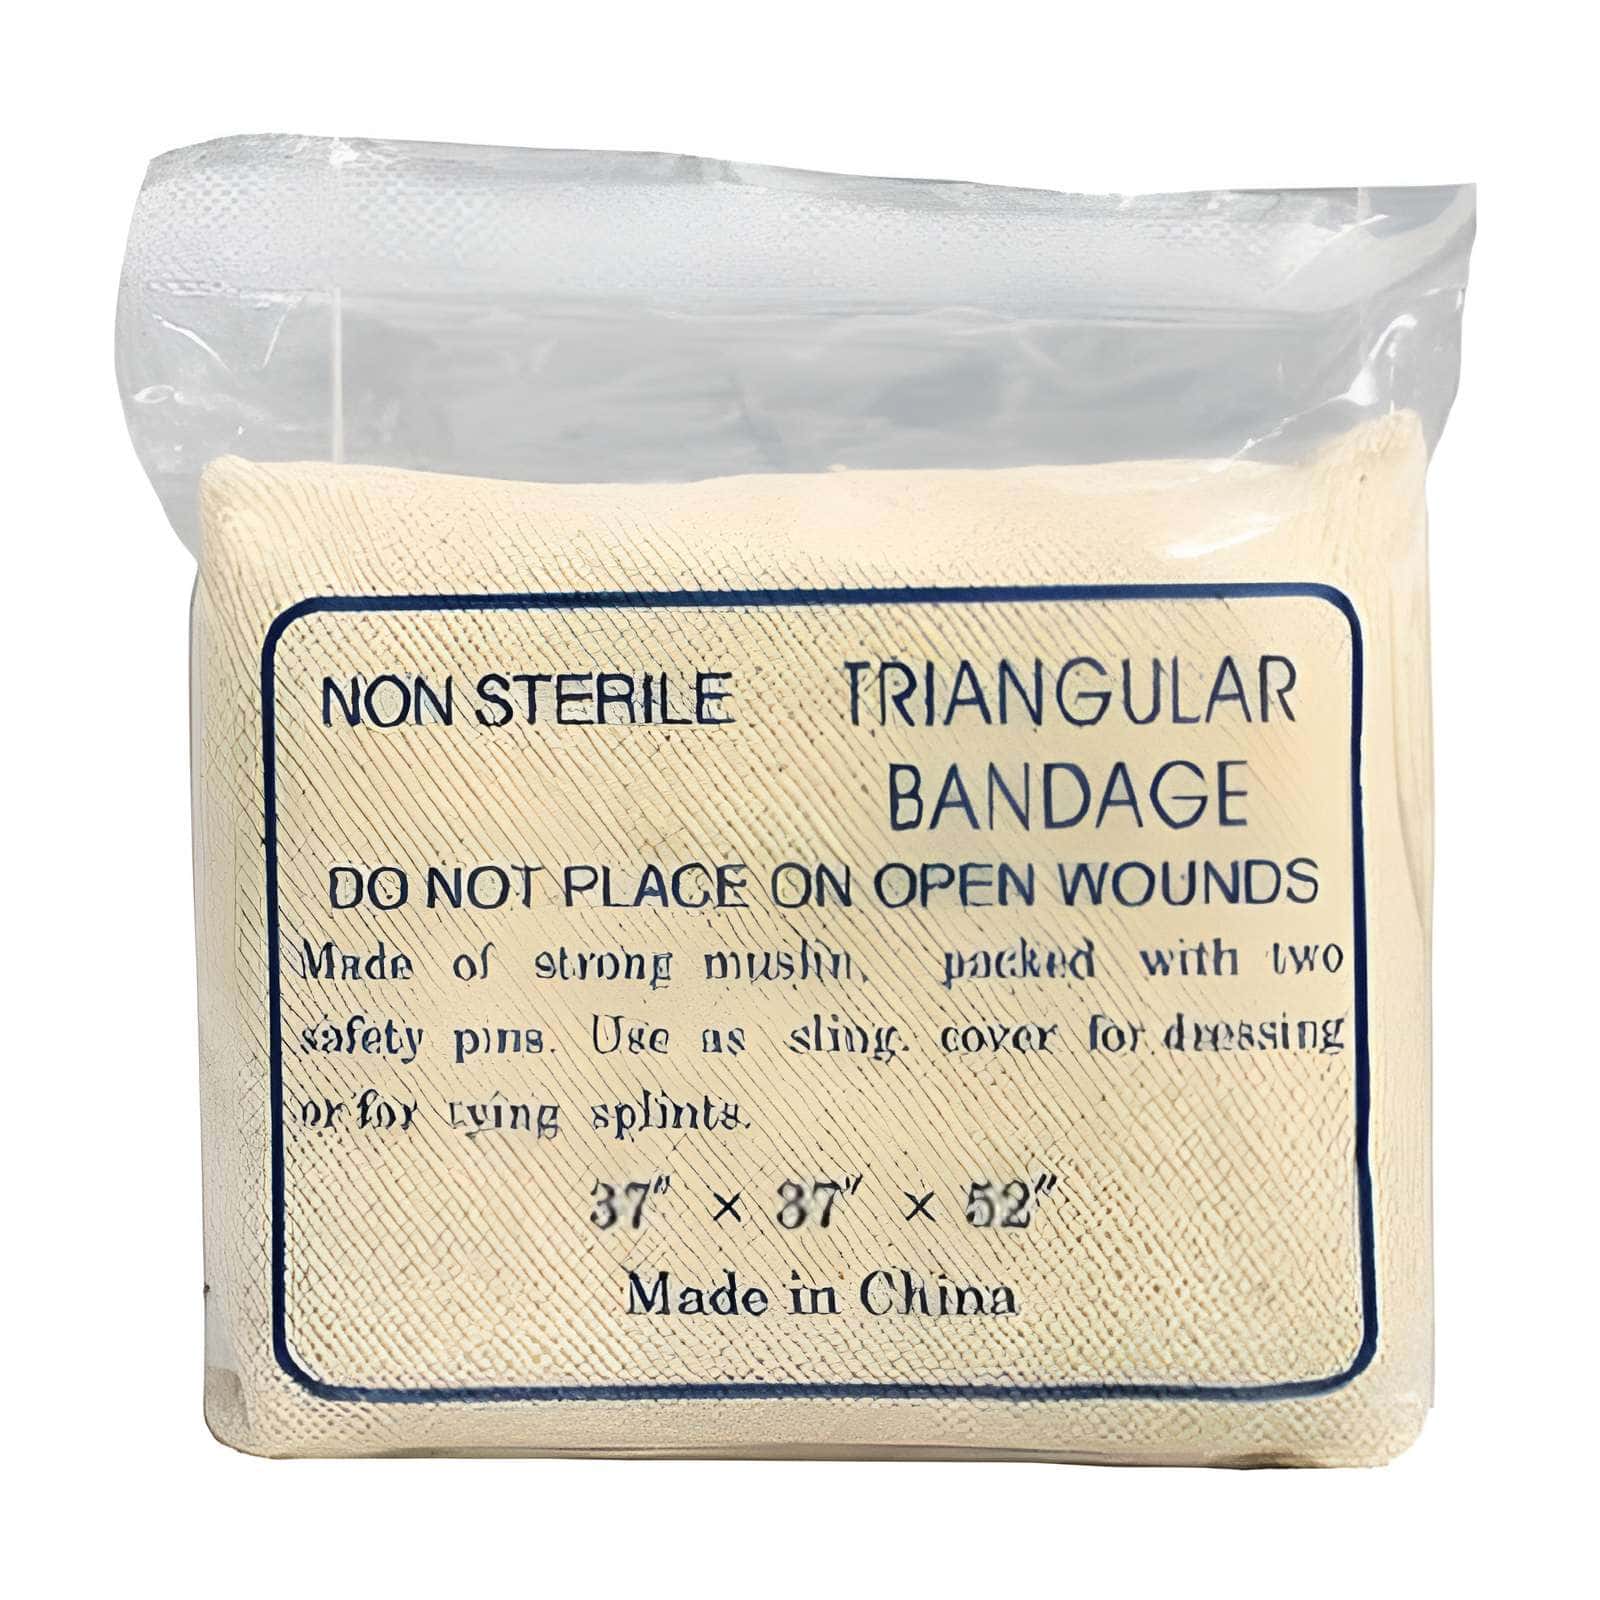 NON STERILE TRIANGULAR
BANDAGE
DO NOT PLACE ON OPEN WOUNDS
Made of strong muslin, packed with two
safety pins. Use as sling, cover for dressing
or for tying splints.
37" × 37" × 52"
Made in China